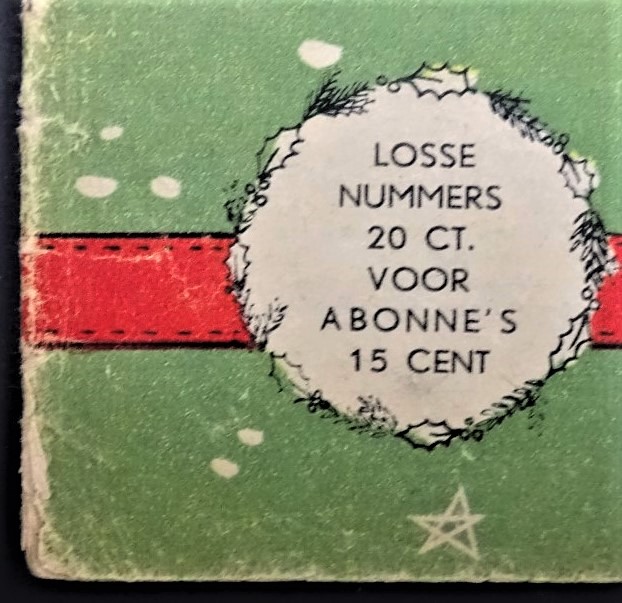 LOSSE
NUMMERS
20 CT.
VOOR
ABONNE'S
15 CENT